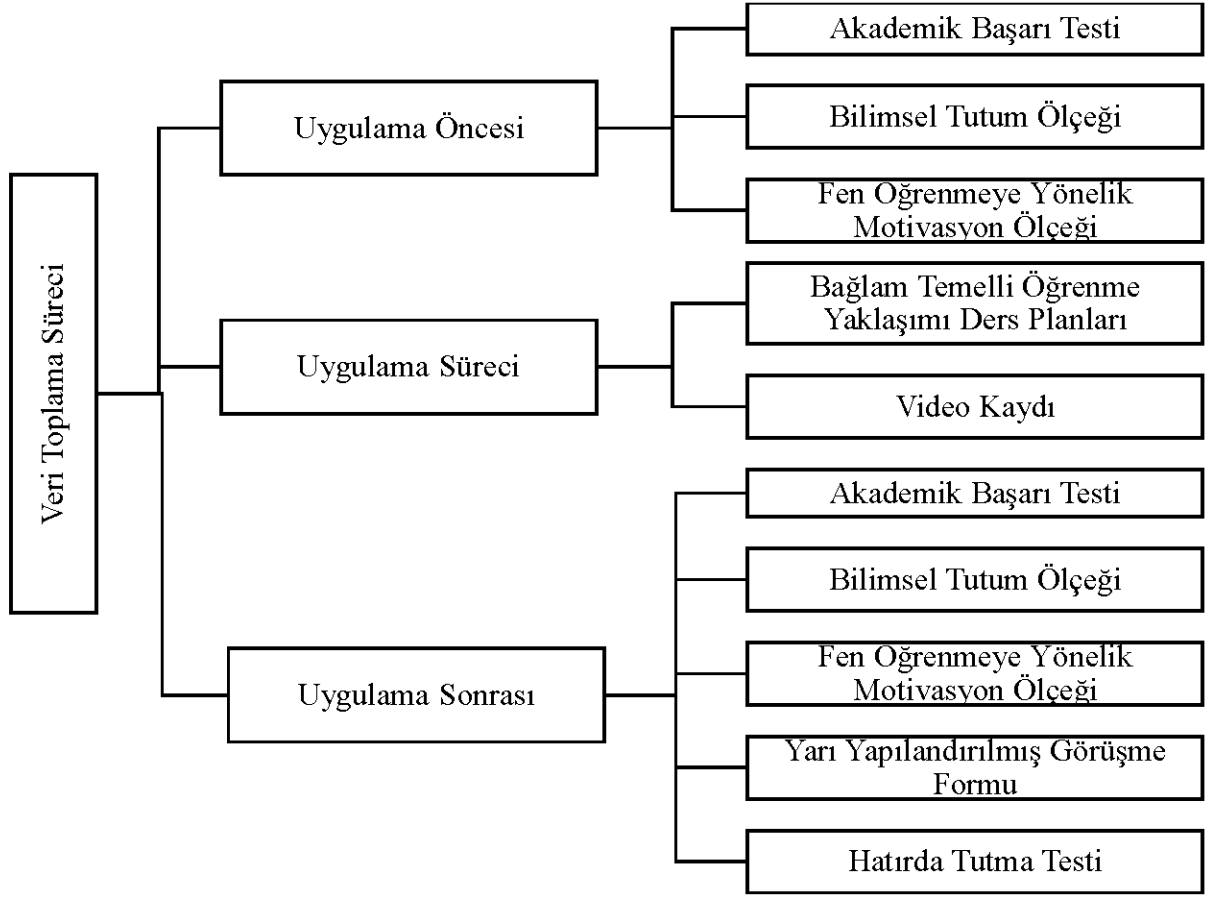 Veri Toplama Süreci
Uygulama Öncesi
Akademik Başarı Testi
Bilimsel Tutum Ölçeği
Fen Öğrenmeye Yönelik
Motivasyon Ölçeği
Uygulama Süreci
Bağlam Temelli Öğrenme
Yaklaşımı Ders Planları
Video Kaydı
Uygulama Sonrası
Akademik Başarı Testi
Bilimsel Tutum Ölçeği
Fen Öğrenmeye Yönelik
Motivasyon Ölçeği
Yarı Yapılandırılmış Görüşme
Formu
Hatırda Tutma Testi